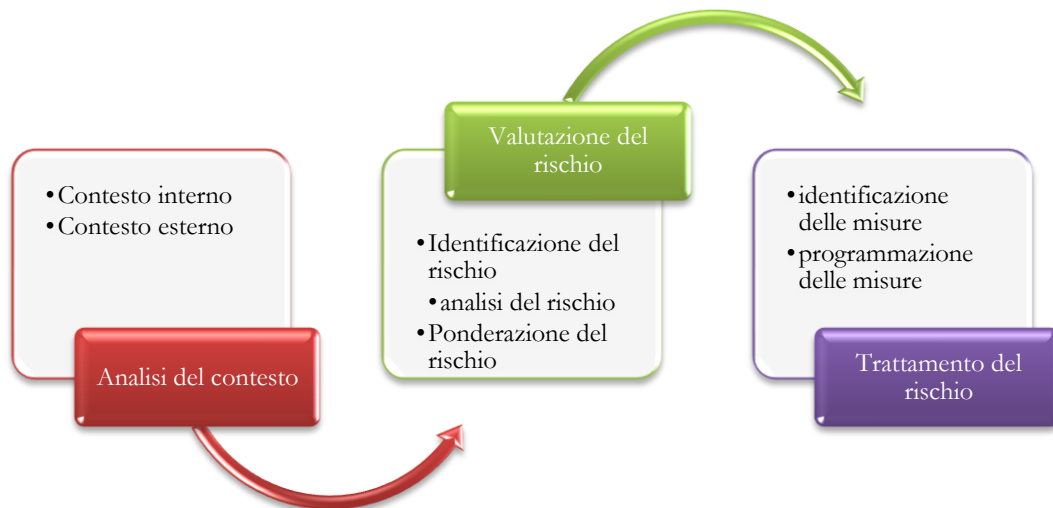 • Contesto interno
• Contesto esterno
Analisi del contesto
Valutazione del
rischio
• Identificazione del
rischio
• analisi del rischio
• Ponderazione del
rischio
• identificazione
delle misure
• programmazione
delle misure
Trattamento del
rischio